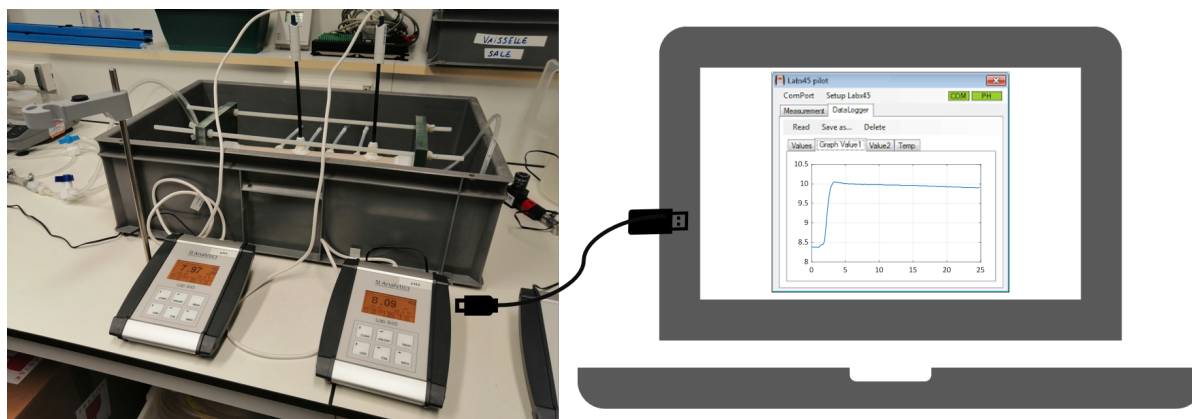 VAISSELLE
SALE
SI Analytics
7.97
Lab 845
SI Analytics
8.09
Lab 845
Labx45 pilot
ComPort Setup Labx45 COM PH
Measurement DataLogger
Read Save as... Delete
Values Graph Value1 Value2 Temp
10.5
10
9.5
9
8.5
8
0 5 10 15 20 25